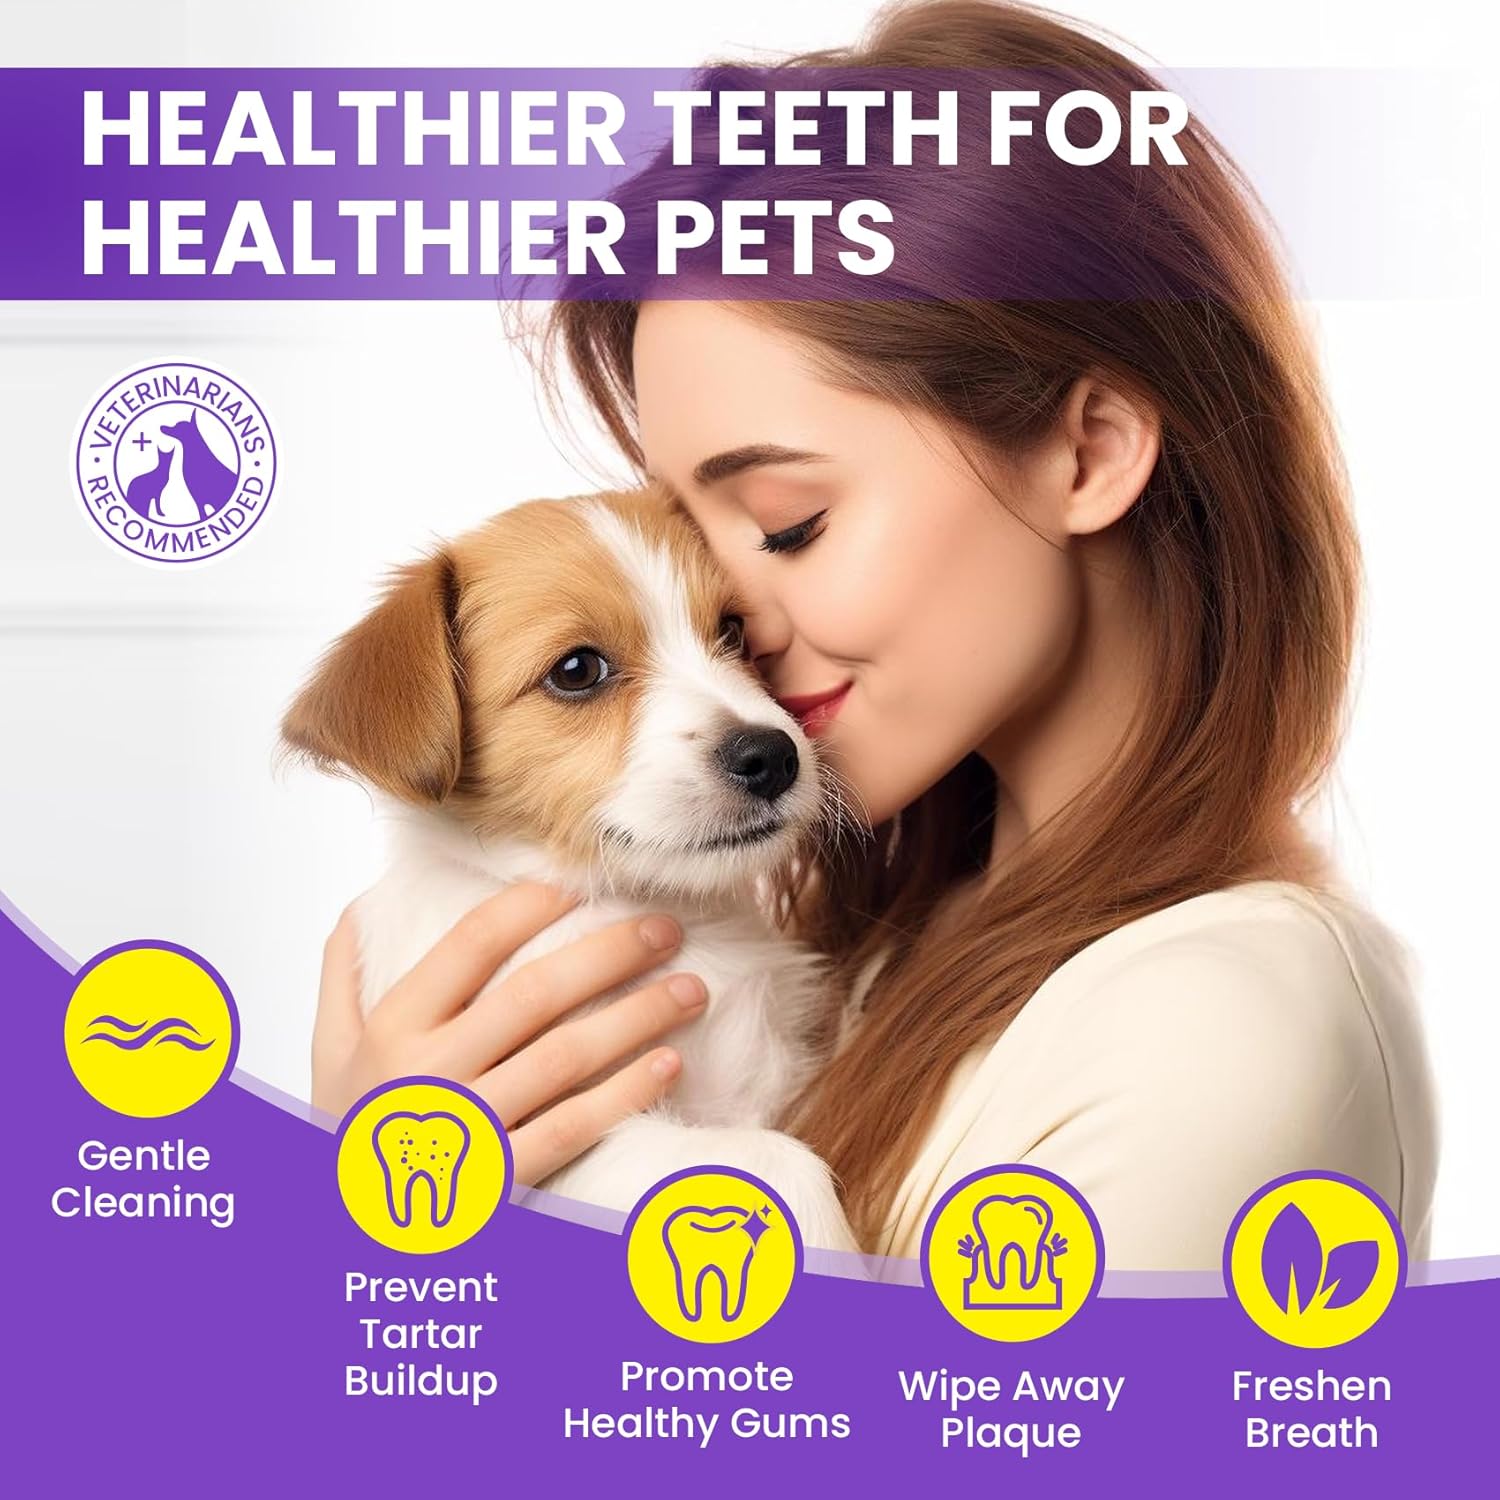 HEALTHIER TEETH FOR
HEALTHIER PETS
VETERINARIANS
RECOMMENDED
Gentle
Cleaning
Prevent
Tartar
Buildup
Promote
Healthy Gums
Wipe Away
Plaque
Freshen
Breath